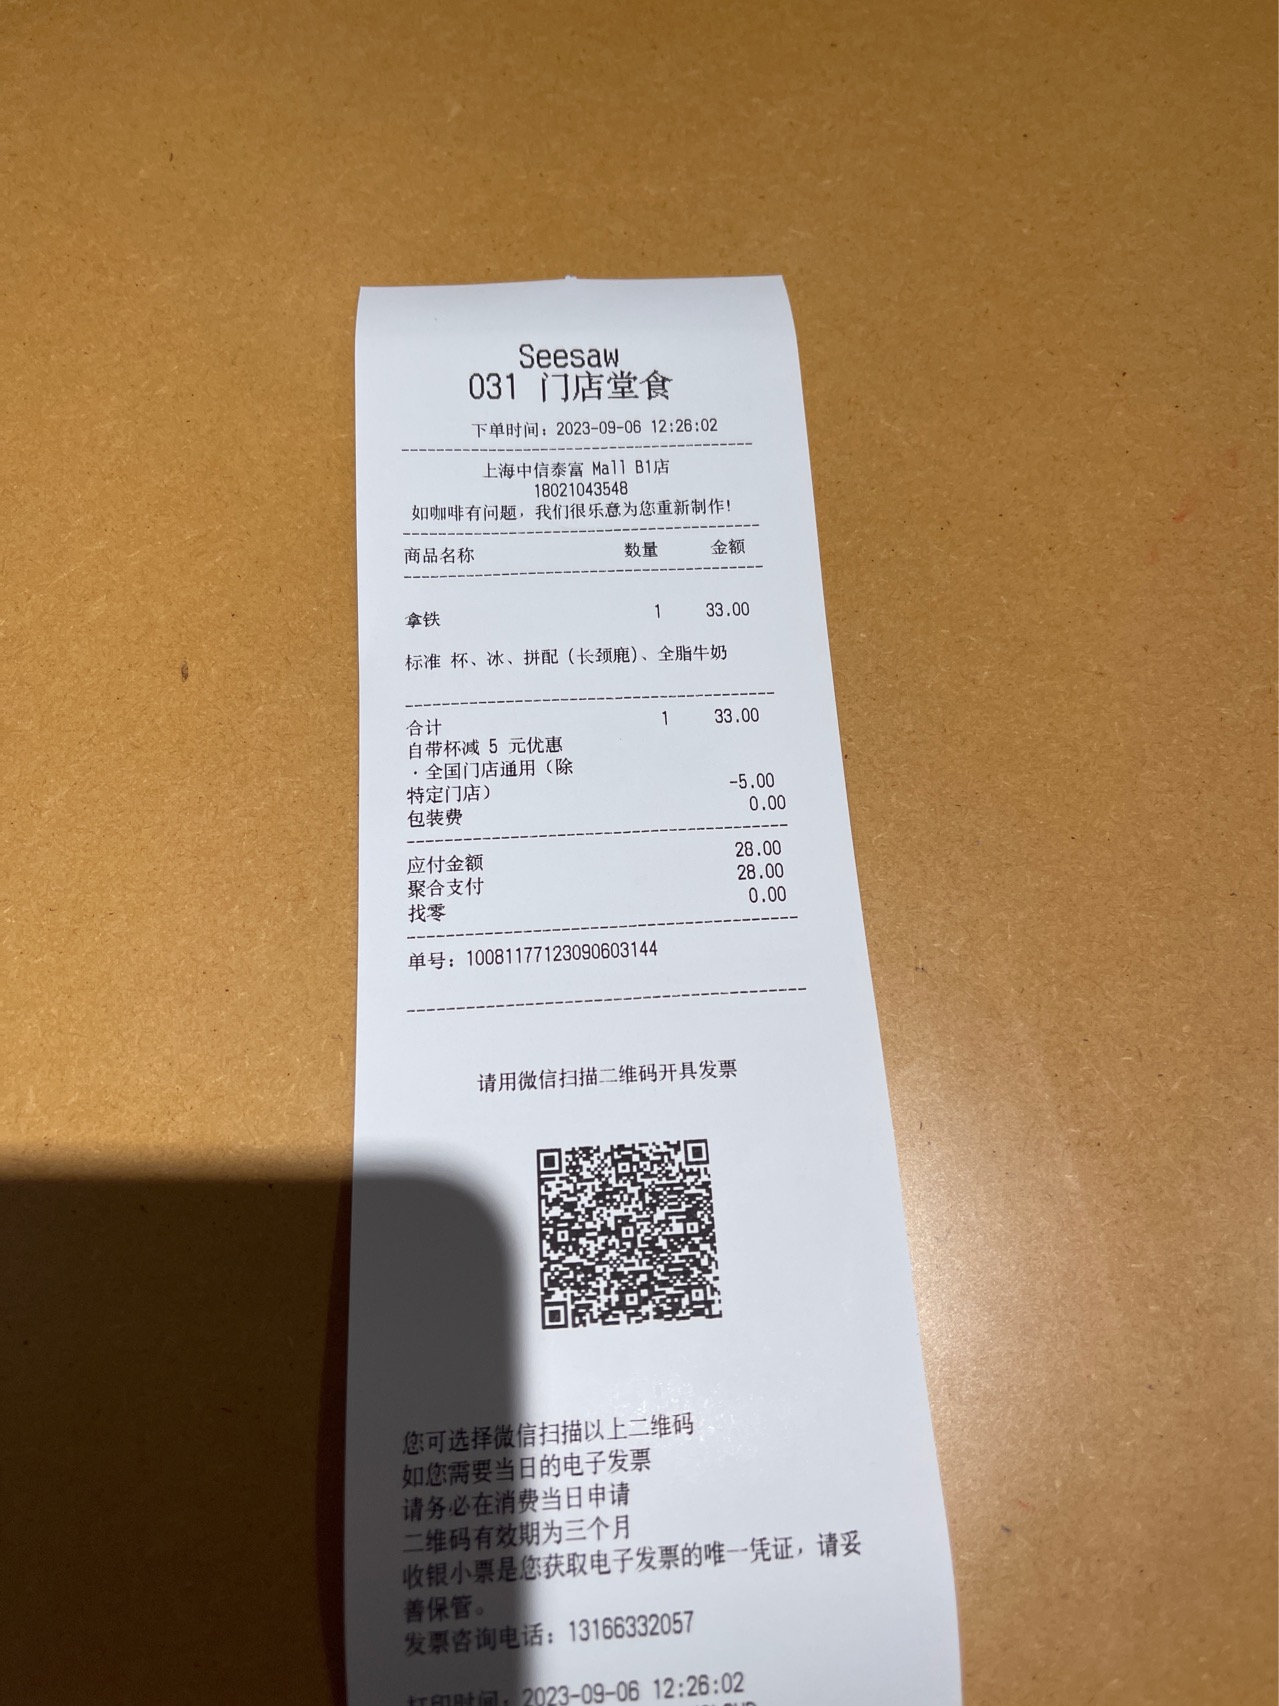 Seesaw
031 门店堂食
下单时间：2023-09-06 12:26:02
上海中信泰富 Mall B1店
18021043548
如咖啡有问题，我们很乐意为您重新制作!
商品名称 数量 金额
拿铁 1 33.00
标准 杯、冰、拼配（长颈鹿）、全脂牛奶
合计 1 33.00
自带杯减 5 元优惠
·全国门店通用（除
特定门店） -5.00
包装费 0.00
应付金额 28.00
聚合支付 28.00
找零 0.00
单号：10081177123090603144
请用微信扫描二维码开具发票
您可选择微信扫描以上二维码
如您需要当日的电子发票
请务必在消费当日申请
二维码有效期为三个月
收银小票是您获取电子发票的唯一凭证，请妥
善保管。
发票咨询电话：13166332057
打印时间：2023-09-06 12:26:02